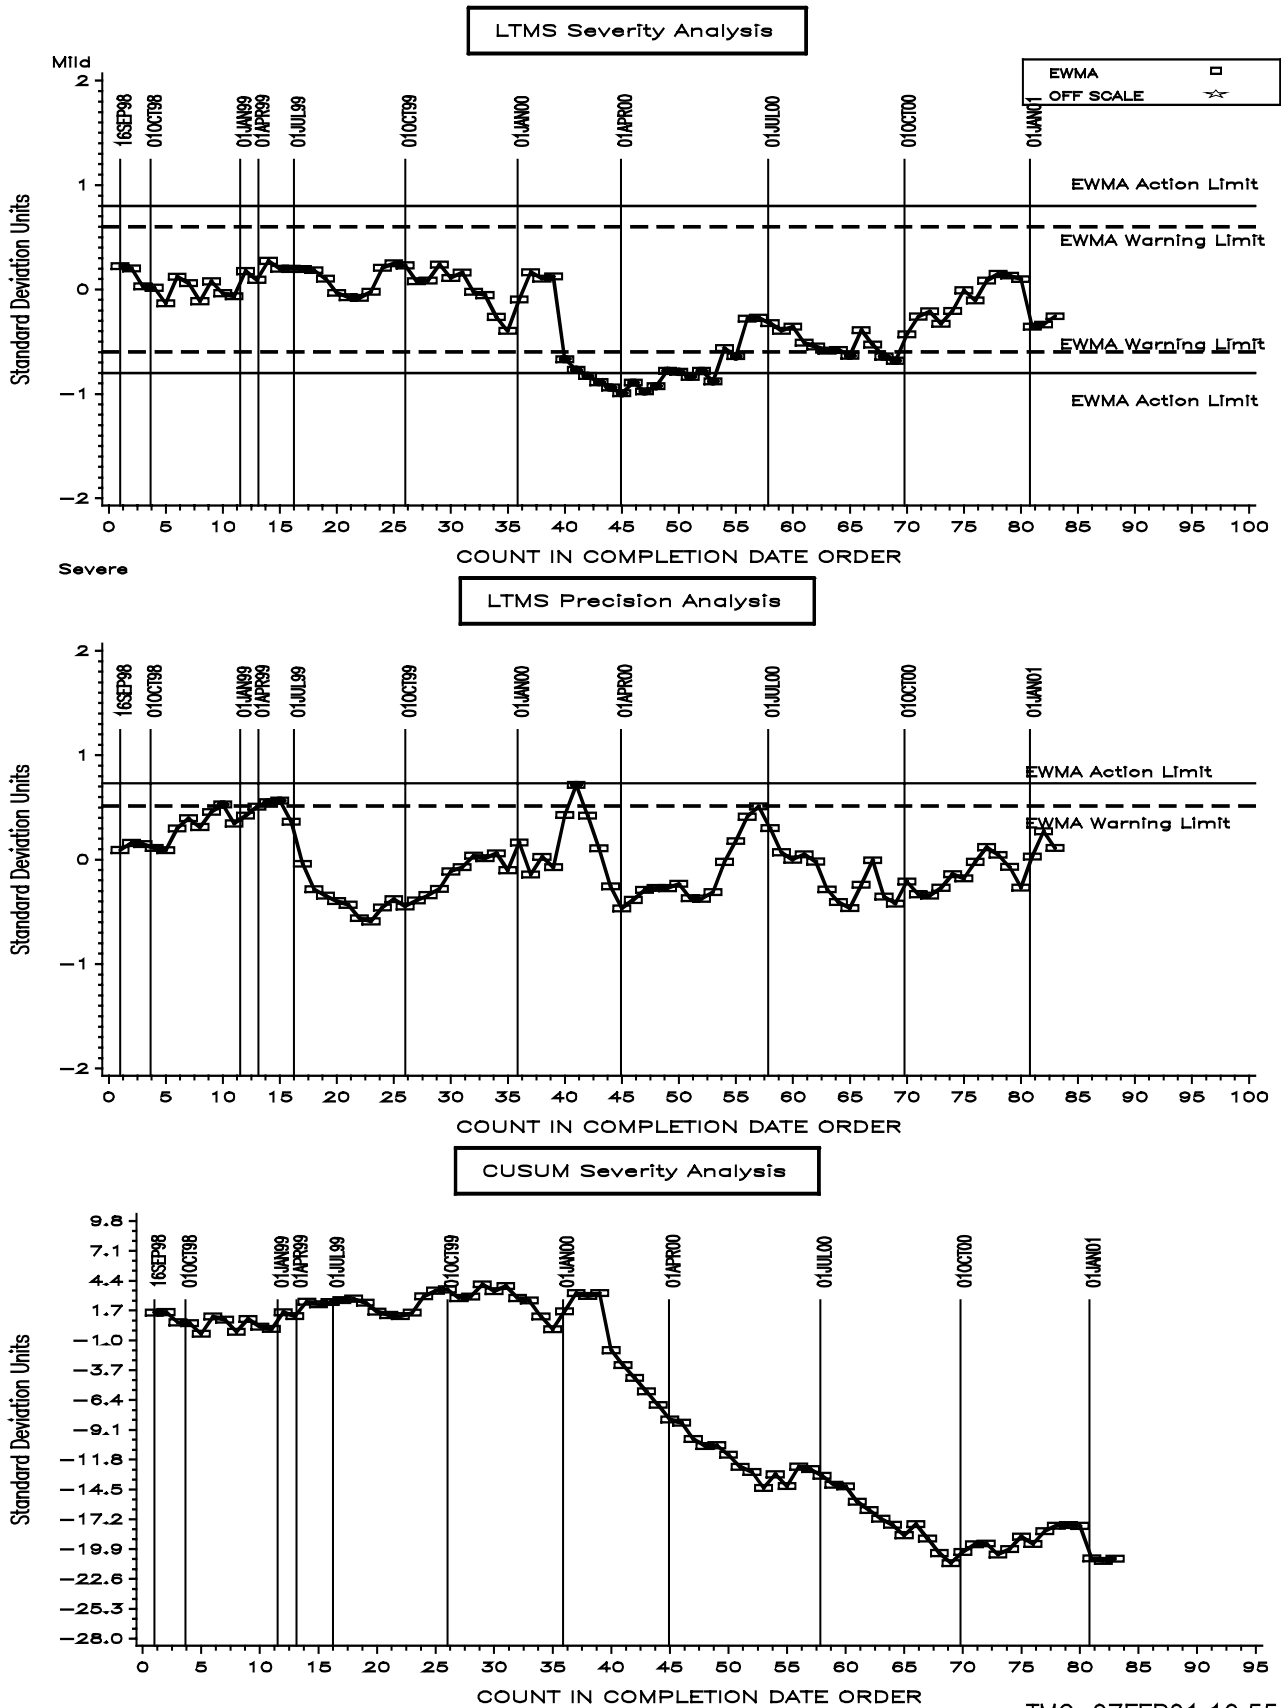 LTMS Severity Analysis
Mild
EWMA
OFF SCALE
2
1
0
−1
−2
Standard Deviation Units
16SEP98
01OCT98
01JAN99
01APR99
01JUL99
01OCT99
01JAN00
01APR00
01JUL00
01OCT00
01JAN01
EWMA Action Limit
EWMA Warning Limit
EWMA Warning Limit
EWMA Action Limit
0 5 10 15 20 25 30 35 40 45 50 55 60 65 70 75 80 85 90 95 100
COUNT IN COMPLETION DATE ORDER
Severe
LTMS Precision Analysis
2
1
0
−1
−2
Standard Deviation Units
16SEP98
01OCT98
01JAN99
01APR99
01JUL99
01OCT99
01JAN00
01APR00
01JUL00
01OCT00
01JAN01
EWMA Action Limit
EWMA Warning Limit
0 5 10 15 20 25 30 35 40 45 50 55 60 65 70 75 80 85 90 95 100
COUNT IN COMPLETION DATE ORDER
CUSUM Severity Analysis
9.8
7.1
4.4
1.7
−1.0
−3.7
−6.4
−9.1
−11.8
−14.5
−17.2
−19.9
−22.6
−25.3
−28.0
Standard Deviation Units
16SEP98
01OCT98
01JAN99
01APR99
01JUL99
01OCT99
01JAN00
01APR00
01JUL00
01OCT00
01JAN01
0 5 10 15 20 25 30 35 40 45 50 55 60 65 70 75 80 85 90 95
COUNT IN COMPLETION DATE ORDER